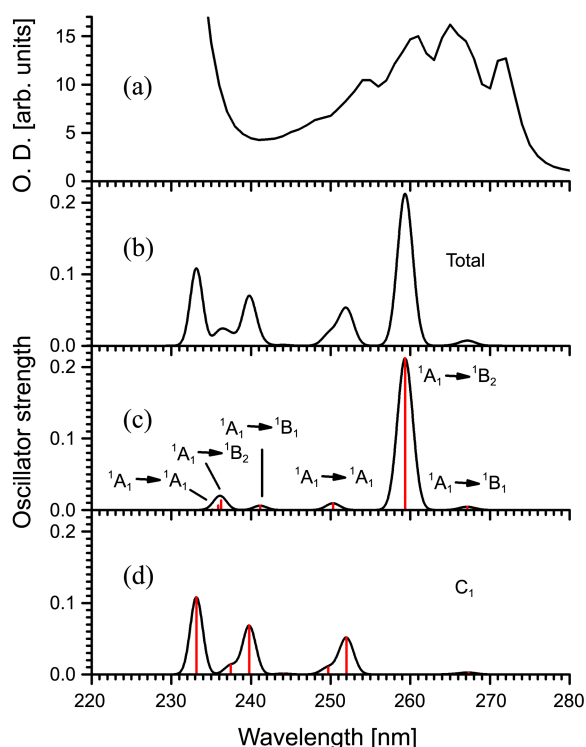 O. D. [arb. units]
15
10
5
0
(a)
Oscillator strength
0.2
0.1
0.0
(b)
Total
0.2
0.1
0.0
(c)
¹A₁ → ¹B₂
¹A₁ → ¹B₁
¹A₁ → ¹B₂
¹A₁ → ¹A₁
¹A₁ → ¹A₁
¹A₁ → ¹B₁
0.2
0.1
0.0
(d)
C₁
220 230 240 250 260 270 280
Wavelength [nm]